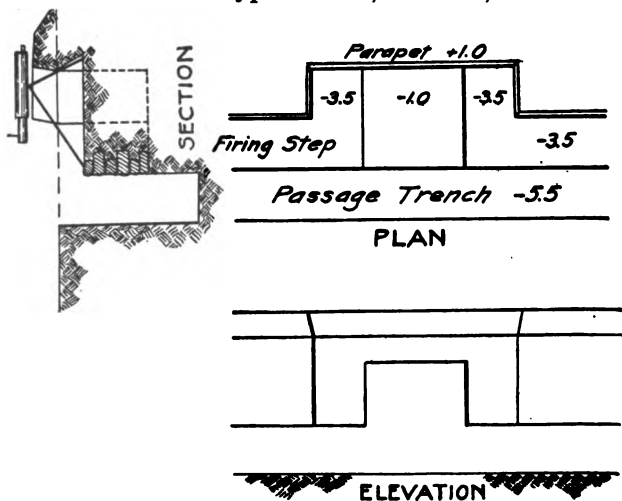 SECTION
Parapet +1.0
-3.5 -1.0 -3.5
Firing Step -3.5
Passage Trench -5.5
PLAN
ELEVATION